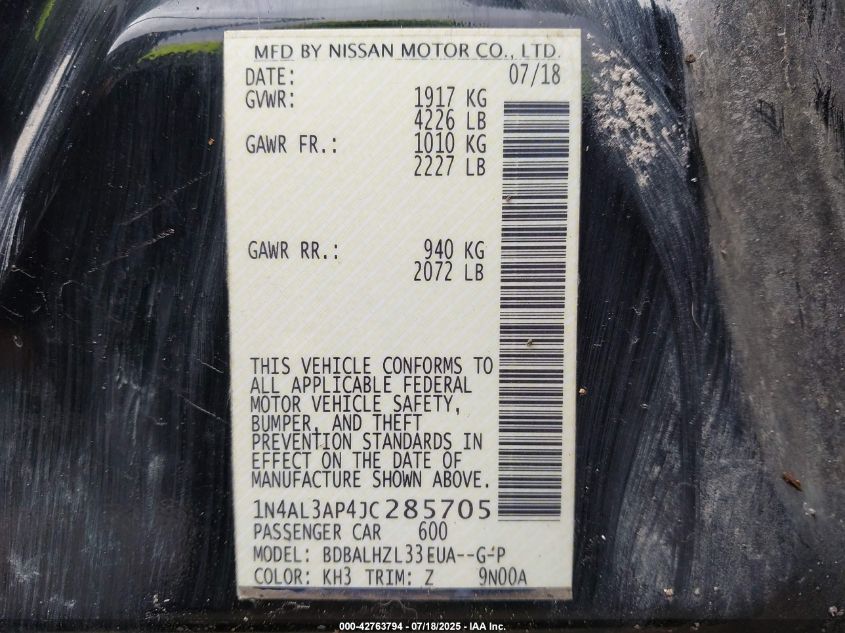 MFD BY NISSAN MOTOR CO., LTD.
DATE: 07/18
GVWR: 1917 KG
4226 LB
GAWR FR.: 1010 KG
2227 LB
GAWR RR.: 940 KG
2072 LB
THIS VEHICLE CONFORMS TO
ALL APPLICABLE FEDERAL
MOTOR VEHICLE SAFETY,
BUMPER, AND THEFT
PREVENTION STANDARDS IN
EFFECT ON THE DATE OF
MANUFACTURE SHOWN ABOVE.
1N4AL3AP4JC285705
PASSENGER CAR 600
MODEL: BDBALHZL33EUA--G-P
COLOR: KH3 TRIM: Z 9N00A
000-42763794 - 07/18/2025 - IAA Inc.